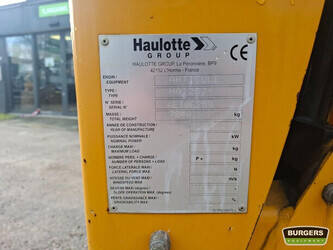 Haulotte
GROUP
CE
HAULOTTE GROUP, La Péronnière, BP9
42152 L'Horme - France
ENGIN /
EQUIPMENT
TYPE /
TYPE
N° SERIE /
SERIAL N°
MASSE /
TOTAL WEIGHT
kg
ANNEE DE CONSTRUCTION /
YEAR OF MANUFACTURE
PUISSANCE NOMINALE /
NOMINAL POWER
kW
CHARGE MAXI /
MAXIMUM LOAD
kg
NOMBRE PERS. + CHARGE /
NUMBER OF PERSONS + LOAD
P +
kg
FORCE LATERALE MAXI /
LATERAL FORCE MAX
N
VITESSE DU VENT MAXI /
WINDSPEED MAX
m/s
DEVERS MAXI (degrés) /
SLOPE OPERATION MAX. (degrees)
PENTE FRANCHISSABLE MAXI /
GRADEABILITY MAX
%
BURGERS